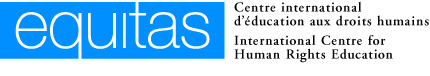 equitas
Centre international
d'éducation aux droits humains
International Centre for
Human Rights Education